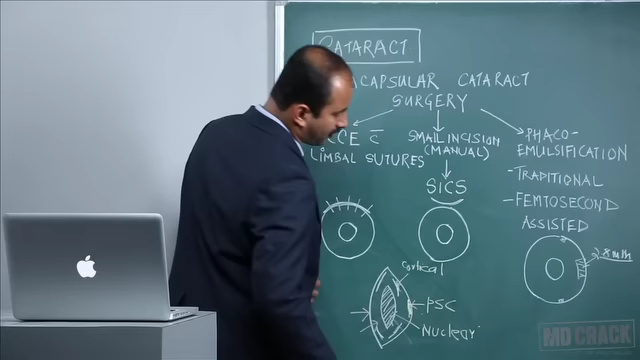 CATARACT
CAPSULAR CATARACT
SURGERY
CE c̄
LIMBAL SUTURES
SMALL INCISION
(MANUAL)
SICS
PHACO-
EMULSIFICATION
- TRADITIONAL
- FEMTOSECOND
ASSISTED
cortical
PSC
Nuclear
MD CRACK